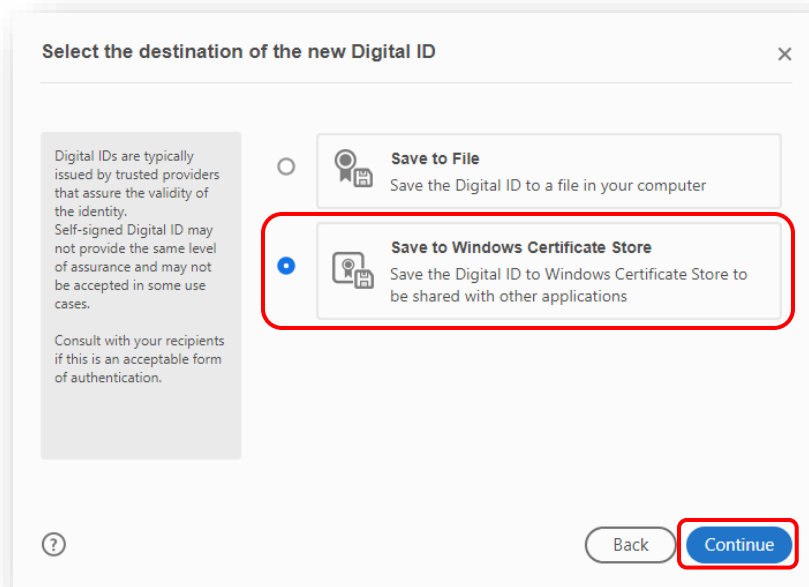 Select the destination of the new Digital ID
Digital IDs are typically
issued by trusted providers
that assure the validity of
the identity.
Self-signed Digital ID may
not provide the same level
of assurance and may not
be accepted in some use
cases.
Consult with your recipients
if this is an acceptable form
of authentication.
Save to File
Save the Digital ID to a file in your computer
Save to Windows Certificate Store
Save the Digital ID to Windows Certificate Store to
be shared with other applications
?
Back
Continue